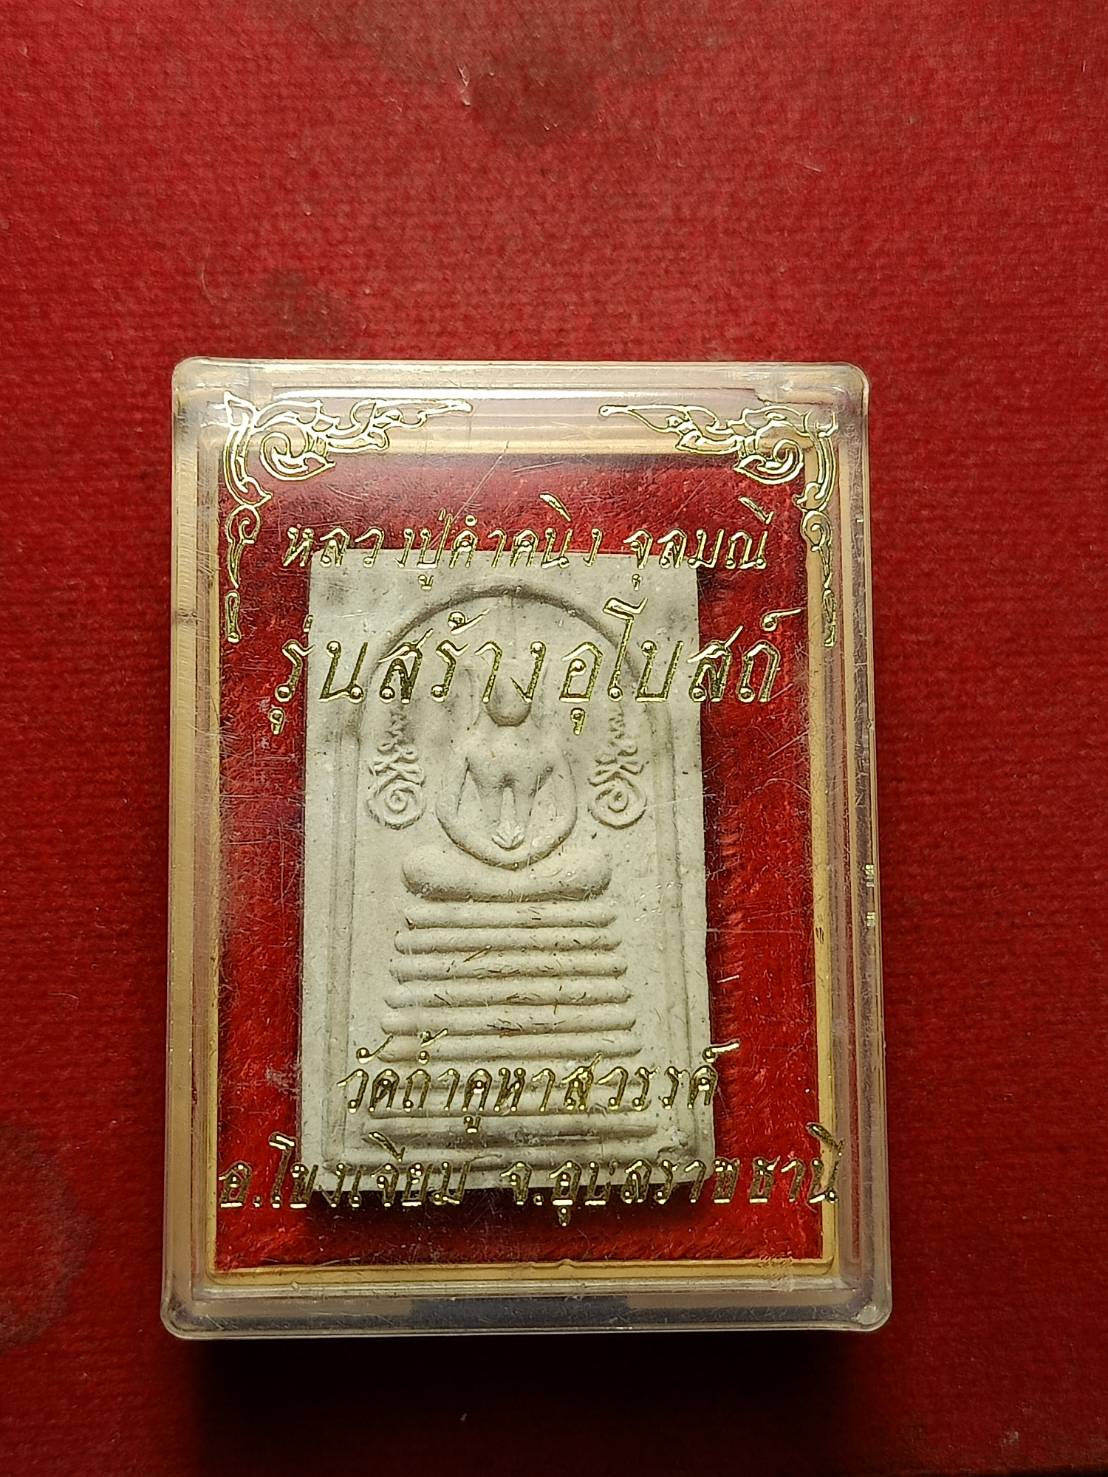 หลวงปู่คำคนิง จุลมณี
รุ่นสร้างอุโบสถ์
วัดถ้ำคูหาสวรรค์
อ.โขงเจียม จ.อุบลราชธานี